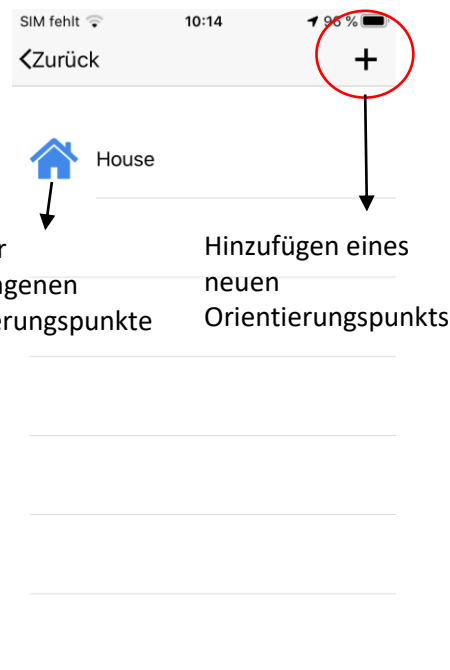 SIM fehlt 10:14 96 %
Zurück +
House
Hinzufügen eines
neuen
Orientierungspunkts